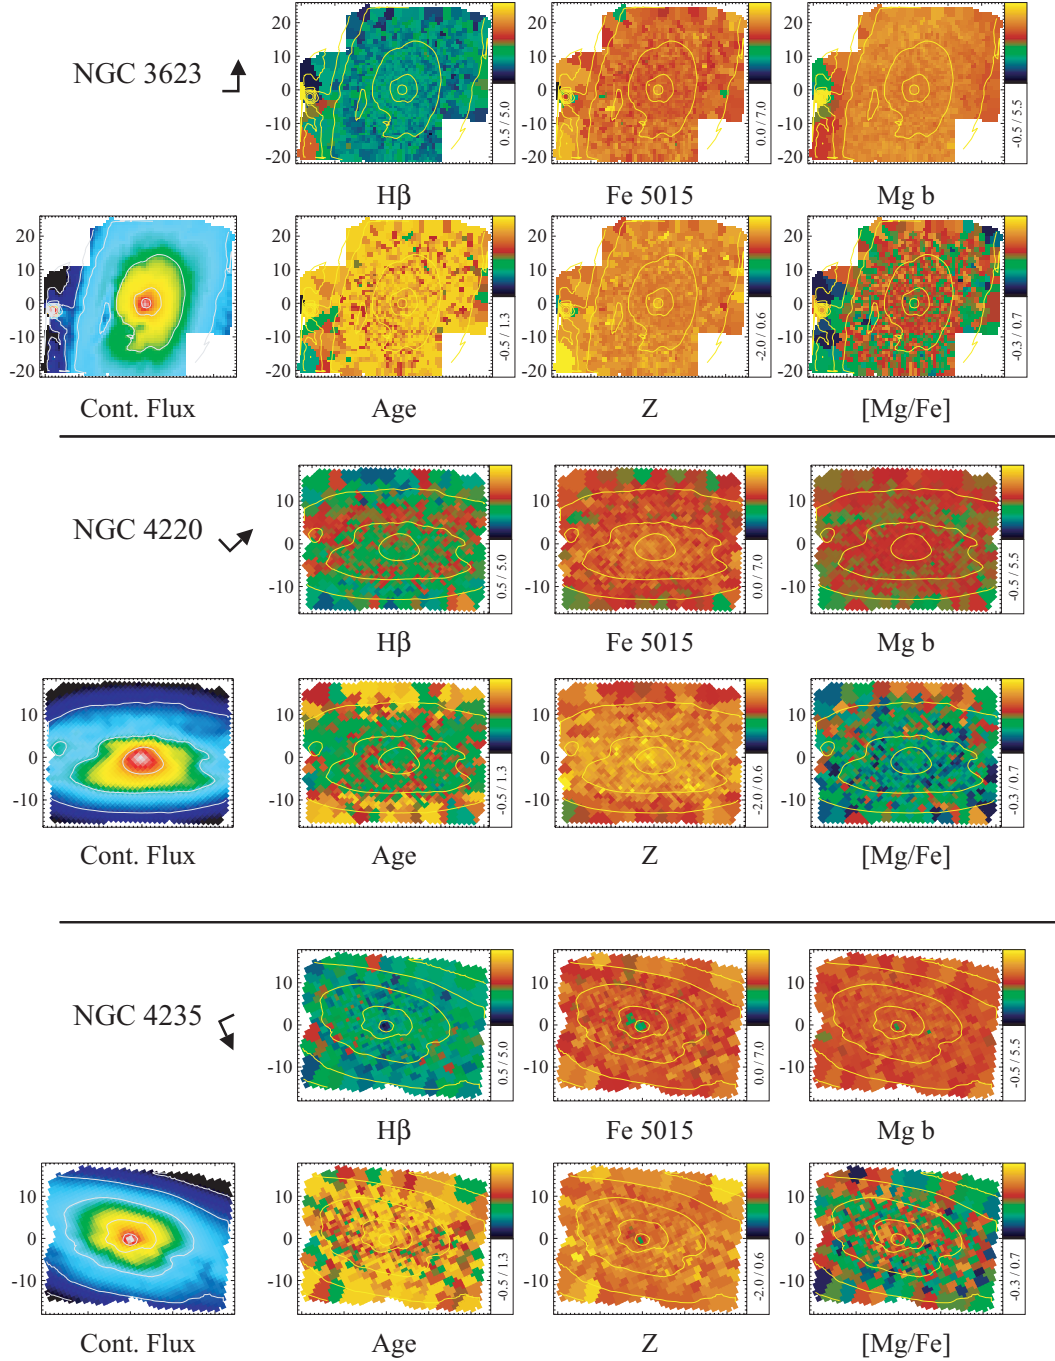 NGC 3623
20
10
0
-10
-20
0.5 / 5.0
Hβ
20
10
0
-10
-20
0.0 / 7.0
Fe 5015
20
10
0
-10
-20
-0.5 / 5.5
Mg b
20
10
0
-10
-20
Cont. Flux
20
10
0
-10
-20
-0.5 / 1.3
Age
20
10
0
-10
-20
-2.0 / 0.6
Z
20
10
0
-10
-20
-0.3 / 0.7
[Mg/Fe]
NGC 4220
10
0
-10
0.5 / 5.0
Hβ
10
0
-10
0.0 / 7.0
Fe 5015
10
0
-10
-0.5 / 5.5
Mg b
10
0
-10
Cont. Flux
10
0
-10
-0.5 / 1.3
Age
10
0
-10
-2.0 / 0.6
Z
10
0
-10
-0.3 / 0.7
[Mg/Fe]
NGC 4235
10
0
-10
0.5 / 5.0
Hβ
10
0
-10
0.0 / 7.0
Fe 5015
10
0
-10
-0.5 / 5.5
Mg b
10
0
-10
Cont. Flux
10
0
-10
-0.5 / 1.3
Age
10
0
-10
-2.0 / 0.6
Z
10
0
-10
-0.3 / 0.7
[Mg/Fe]